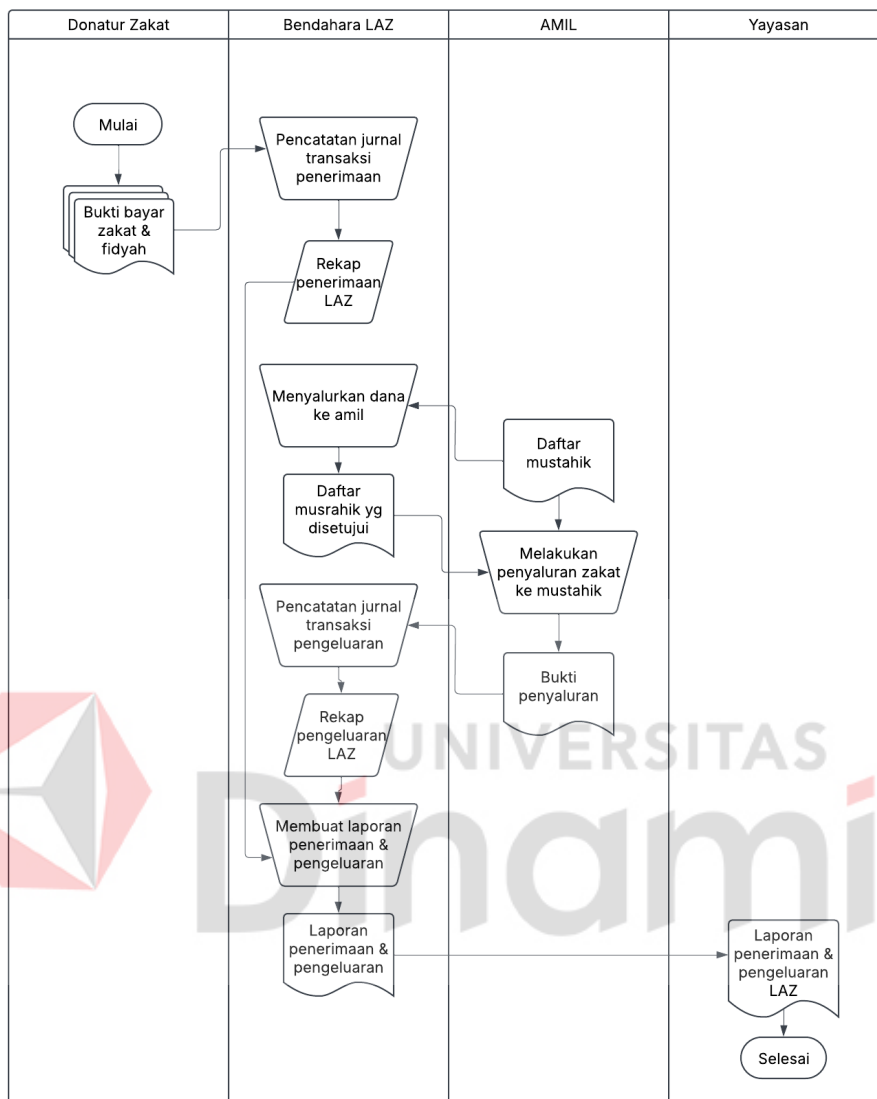 Donatur Zakat
Bendahara LAZ
AMIL
Yayasan
Mulai
Bukti bayar
zakat &
fidyah
Pencatatan jurnal
transaksi
penerimaan
Rekap
penerimaan
LAZ
Menyalurkan dana
ke amil
Daftar
mustahik
Daftar
musrahik yg
disetujui
Melakukan
penyaluran zakat
ke mustahik
Pencatatan jurnal
transaksi
pengeluaran
Bukti
penyaluran
Rekap
pengeluaran
LAZ
Membuat laporan
penerimaan &
pengeluaran
Laporan
penerimaan &
pengeluaran
Laporan
penerimaan &
pengeluaran
LAZ
Selesai
UNIVERSITAS
Dinami